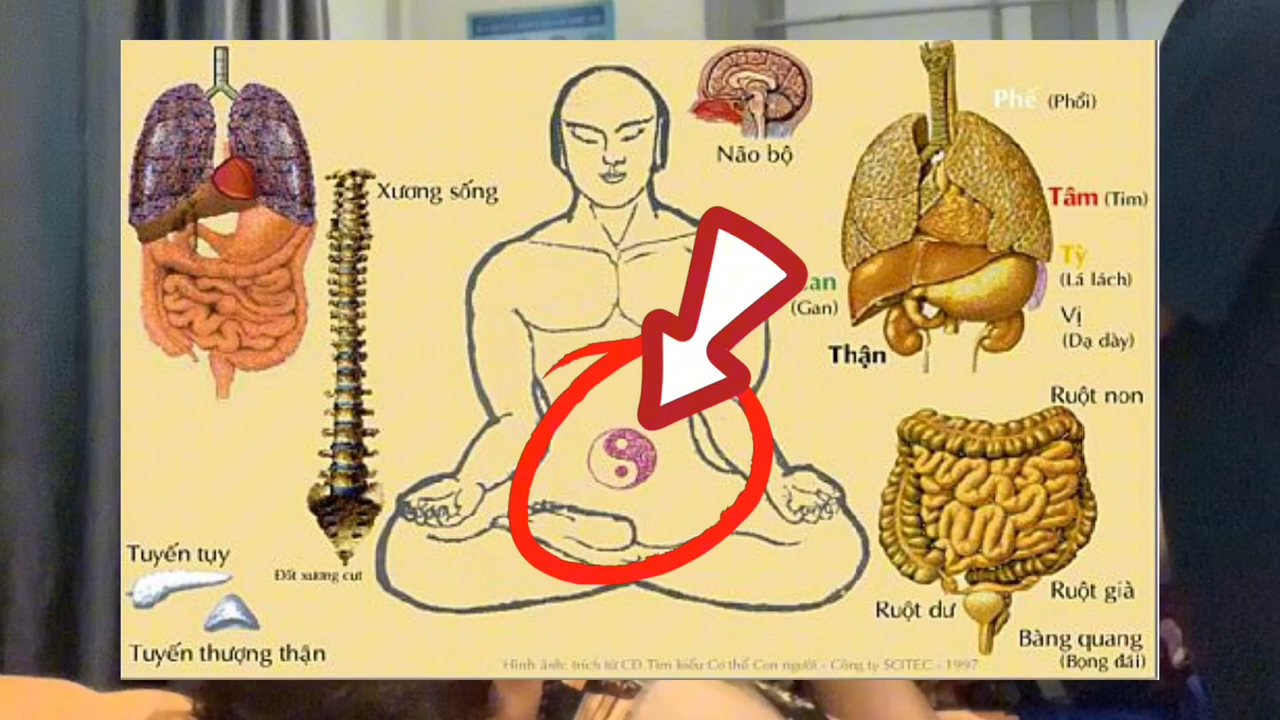 Phế (Phổi)
Não bộ
Xương sống
Tâm (Tim)
Tỳ
(Lá lách)
(Gan)
Vị
(Dạ dày)
Thận
Ruột non
Tuyến tụy
Đốt xương cụt
Ruột già
Ruột dư
Bàng quang
(Bọng đái)
Tuyến thượng thận
Hình ảnh: trích từ CD Tìm hiểu Cơ thể Con người - Công ty SCITEC - 1997